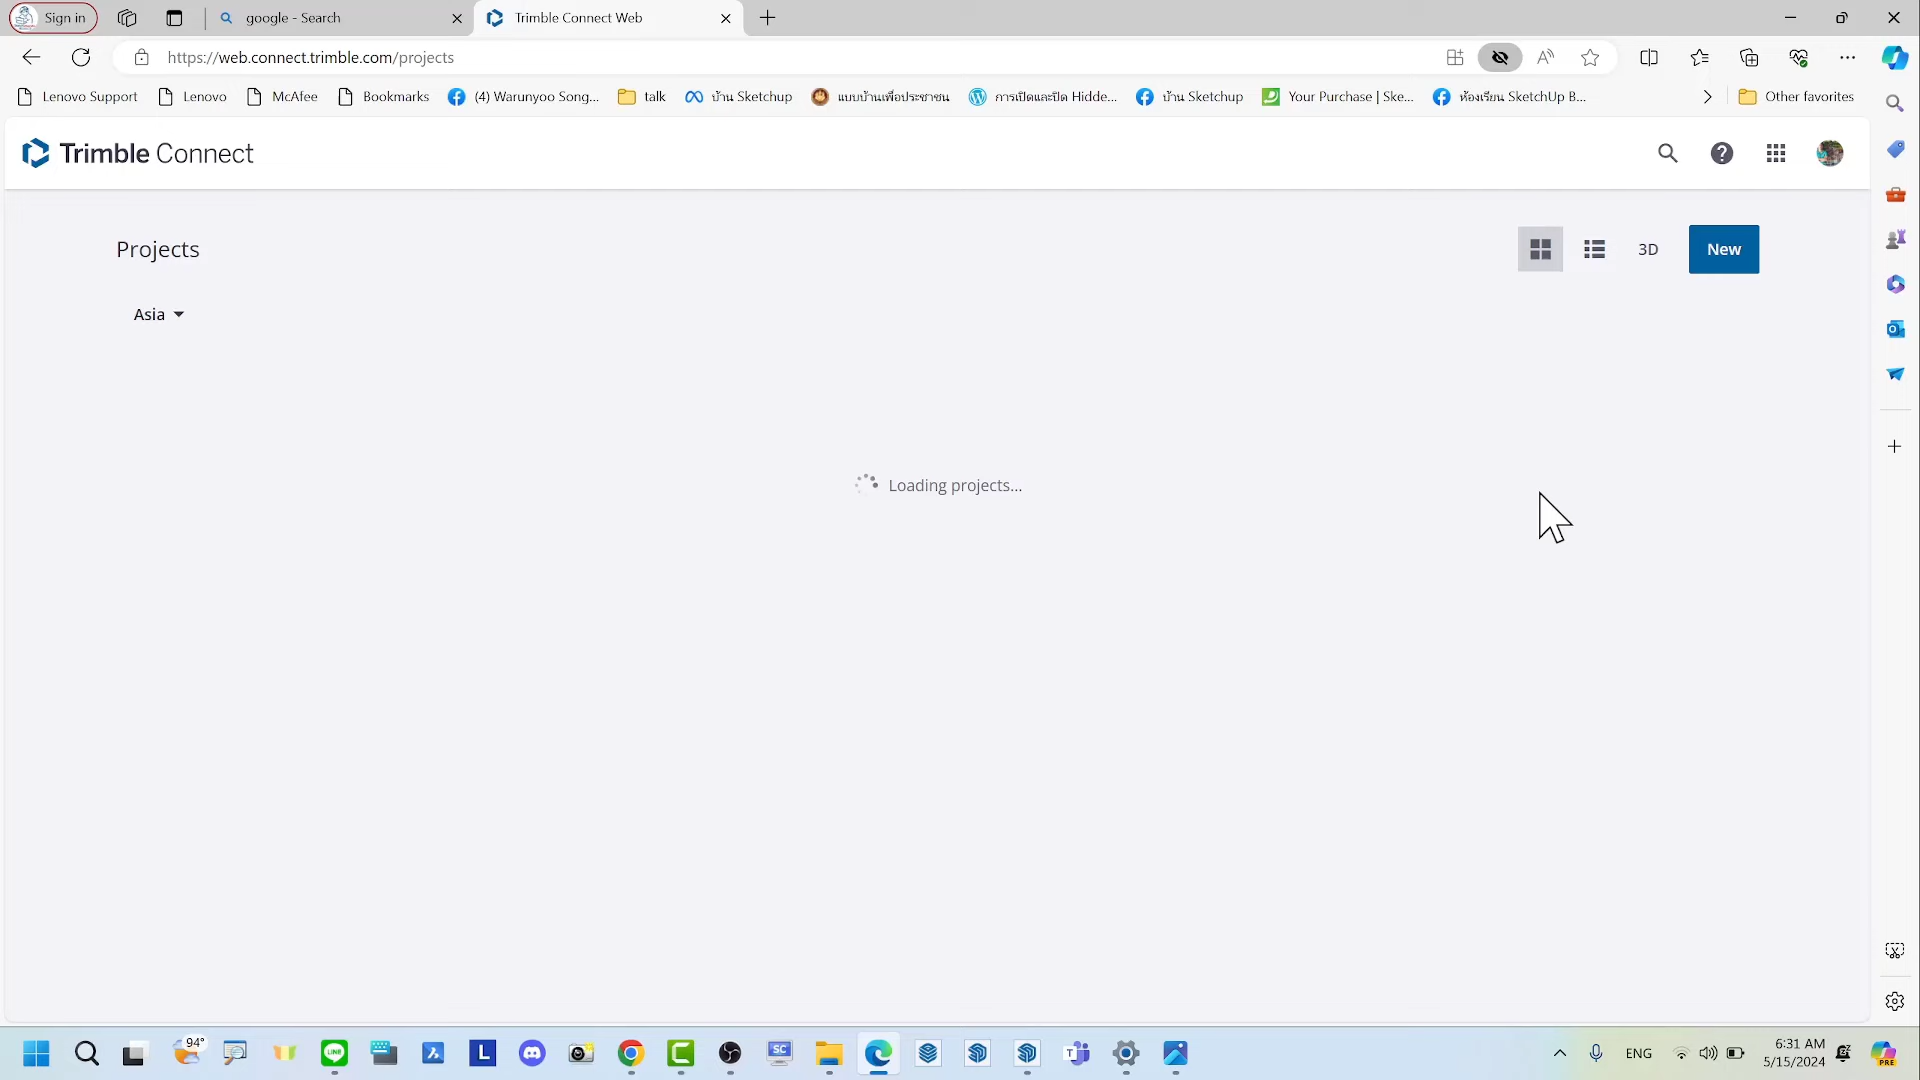 Sign in
google - Search
Trimble Connect Web
https://web.connect.trimble.com/projects
Lenovo Support
Lenovo
McAfee
Bookmarks
(4) Warunyoo Song...
talk
บ้าน Sketchup
แบบบ้านเพื่อประชาชน
การเปิดและปิด Hidde...
บ้าน Sketchup
Your Purchase | Ske...
ห้องเรียน SketchUp B...
Other favorites
Trimble Connect
Projects
3D
New
Asia
Loading projects...
94°
LINE
L
SC
ENG
6:31 AM
5/15/2024
PRE